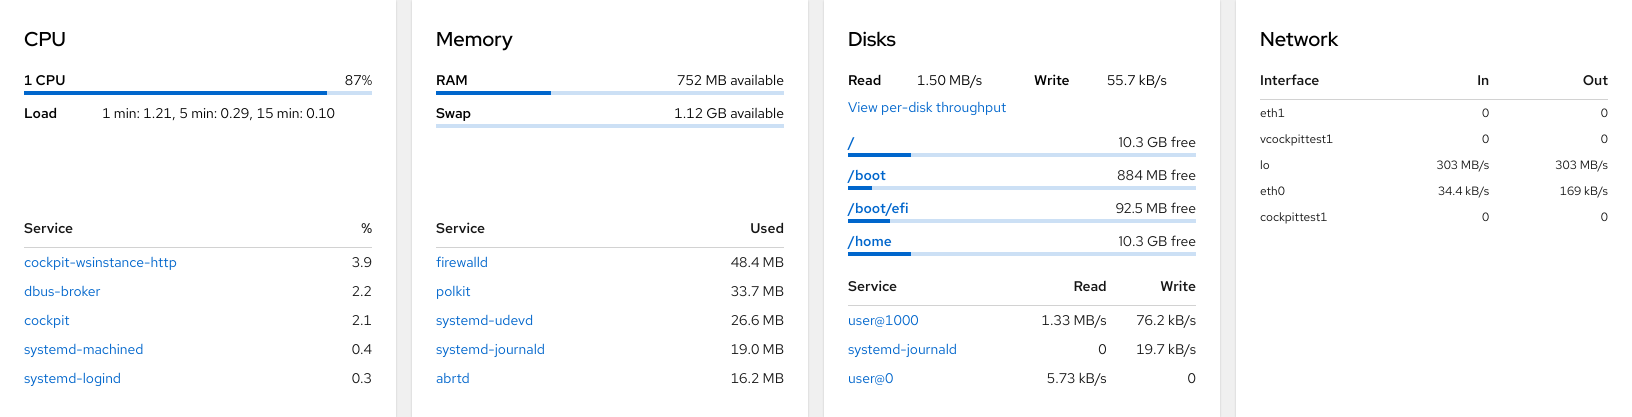 CPU
1 CPU 87%
Load 1 min: 1.21, 5 min: 0.29, 15 min: 0.10
Service %
cockpit-wsinstance-http 3.9
dbus-broker 2.2
cockpit 2.1
systemd-machined 0.4
systemd-logind 0.3
Memory
RAM 752 MB available
Swap 1.12 GB available
Service Used
firewalld 48.4 MB
polkit 33.7 MB
systemd-udevd 26.6 MB
systemd-journald 19.0 MB
abrtd 16.2 MB
Disks
Read 1.50 MB/s Write 55.7 kB/s
View per-disk throughput
/ 10.3 GB free
/boot 884 MB free
/boot/efi 92.5 MB free
/home 10.3 GB free
Service Read Write
user@1000 1.33 MB/s 76.2 kB/s
systemd-journald 0 19.7 kB/s
user@0 5.73 kB/s 0
Network
Interface In Out
eth1 0 0
vcockpittest1 0 0
lo 303 MB/s 303 MB/s
eth0 34.4 kB/s 169 kB/s
cockpittest1 0 0